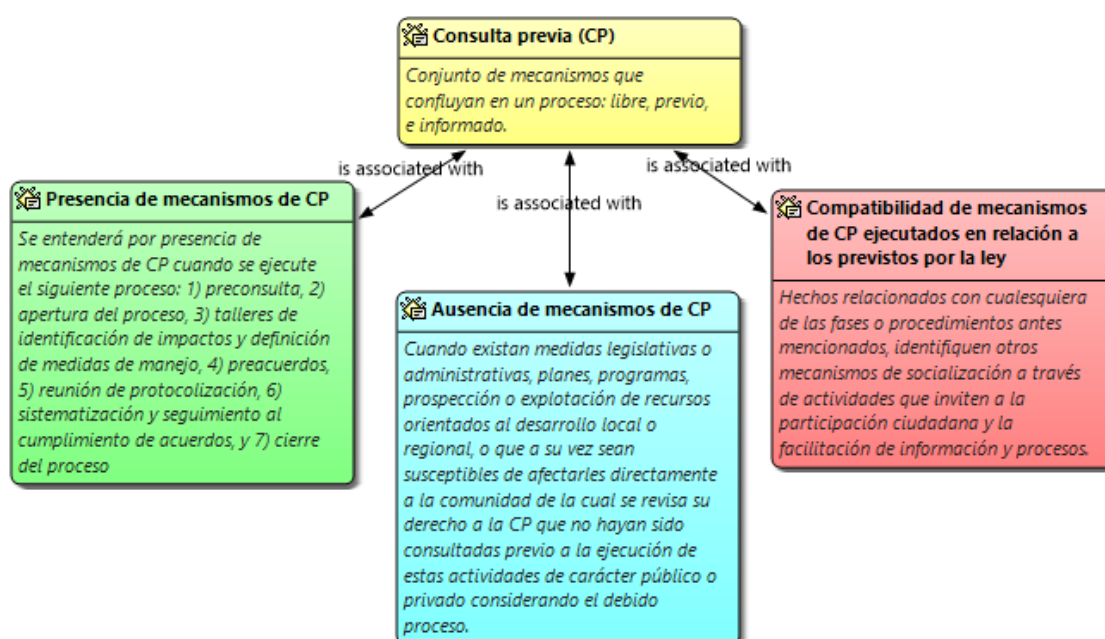 Consulta previa (CP)
Conjunto de mecanismos que
confluyan en un proceso: libre, previo,
e informado.
is associated with
is associated with
is associated with
Presencia de mecanismos de CP
Se entenderá por presencia de
mecanismos de CP cuando se ejecute
el siguiente proceso: 1) preconsulta, 2)
apertura del proceso, 3) talleres de
identificación de impactos y definición
de medidas de manejo, 4) preacuerdos,
5) reunión de protocolización, 6)
sistematización y seguimiento al
cumplimiento de acuerdos, y 7) cierre
del proceso
Ausencia de mecanismos de CP
Cuando existan medidas legislativas o
administrativas, planes, programas,
prospección o explotación de recursos
orientados al desarrollo local o
regional, o que a su vez sean
susceptibles de afectarles directamente
a la comunidad de la cual se revisa su
derecho a la CP que no hayan sido
consultadas previo a la ejecución de
estas actividades de carácter público o
privado considerando el debido
proceso.
Compatibilidad de mecanismos
de CP ejecutados en relación a
los previstos por la ley
Hechos relacionados con cualesquiera
de las fases o procedimientos antes
mencionados, identifiquen otros
mecanismos de socialización a través
de actividades que inviten a la
participación ciudadana y la
facilitación de información y procesos.